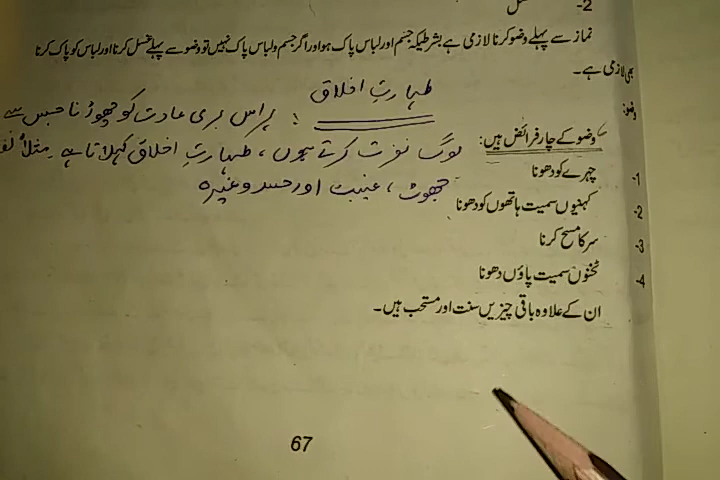 2- غسل
نماز سے پہلے وضو کرنا لازمی ہے بشرطیکہ جسم اور لباس پاک ہو اور اگر جسم و لباس پاک نہیں تو وضو سے پہلے غسل کرنا اور لباس کو پاک کرنا
بھی لازمی ہے۔
طہارتِ اخلاق
: ہر اس بری عادت کو چھوڑنا جس سے
وضو:
وضو کے چار فرائض ہیں:
لوگ نفرت کرتے ہوں، طہارتِ اخلاق کہلاتا ہے۔ مثلاً
1- چہرے کو دھونا
جھوٹ، غیبت اور حسد وغیرہ
2- کہنیوں سمیت ہاتھوں کو دھونا
3- سر کا مسح کرنا
4- ٹخنوں سمیت پاؤں دھونا
ان کے علاوہ باقی چیزیں سنت اور مستحب ہیں۔
67